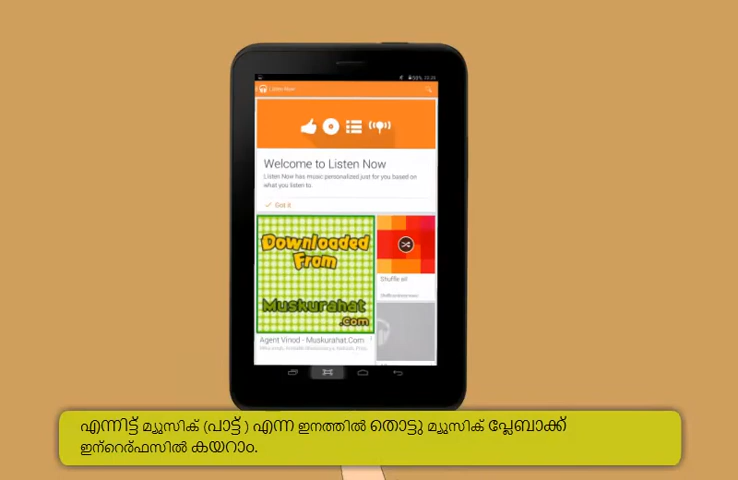 Listen Now
Welcome to Listen Now
Listen Now has music personalized just for you based on
what you listen to.
Got it
Downloaded
From
Muskurahat
.Com
Shuffle all
Agent Vinod - Muskurahat.Com
എന്നിട്ട് മ്യൂസിക് (പാട്ട് ) എന്ന ഇനത്തിൽ തൊട്ടു മ്യൂസിക് പ്ലേബാക്ക്
ഇന്റെര്ഫസിൽ കയറാം.